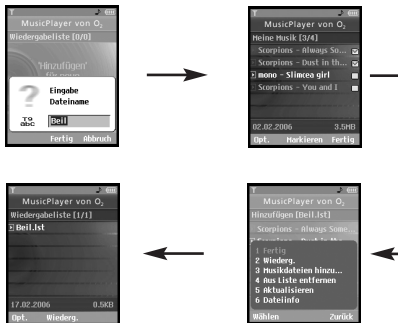 MusicPlayer von O2
Wiedergabeliste [0/0]
"Hinzufügen"
Eingabe
Dateiname
T9
abc
Beil
Fertig Abbruch
MusicPlayer von O2
Meine Musik [3/4]
Scorpions - Always So...
Scorpions - Dust in th...
mono - Slimcea girl
Scorpions - You and I
02.02.2006 3.5MB
Opt. Markieren Fertig
MusicPlayer von O2
Wiedergabeliste [1/1]
Beil.lst
17.02.2006 0.5KB
Opt. Wiederg.
MusicPlayer von O2
Hinzufügen [Beil.lst]
Scorpions - Always Some...
1 Fertig
2 Wiederg.
3 Musikdateien hinzu...
4 Aus Liste entfernen
5 Aktualisieren
6 Dateiinfo
Wählen Zurück